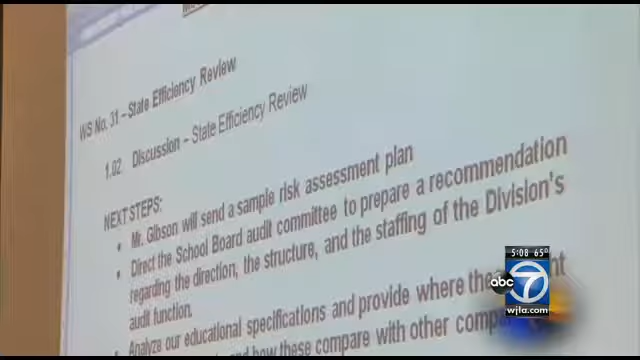 WS No. 31 – State Efficiency Review
1.02 Discussion – State Efficiency Review
NEXT STEPS:
• Mr. Gibson will send a sample risk assessment plan
• Direct the School Board audit committee to prepare a recommendation
regarding the direction, the structure, and the staffing of the Division's
audit function.
• Analyze our educational specifications and provide where the
and how these compare with other
5:08 65°
abc 7
wjla.com